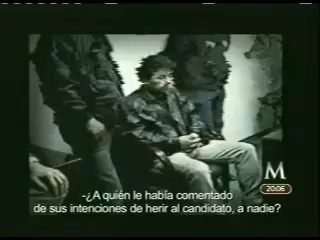 M
20:06
-¿A quién le había comentado
de sus intenciones de herir al candidato, a nadie?